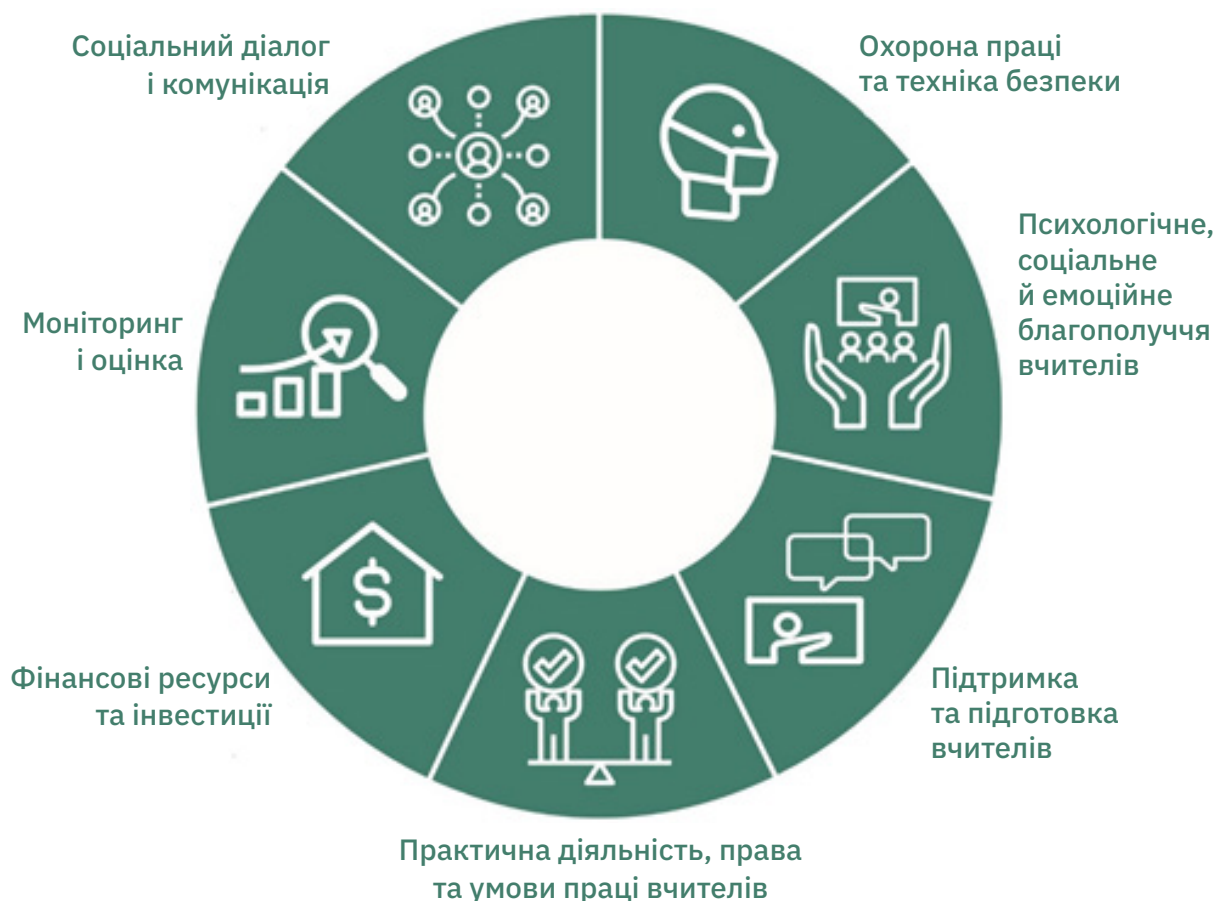 Соціальний діалог
і комунікація
Охорона праці
та техніка безпеки
Психологічне,
соціальне
й емоційне
благополуччя
вчителів
Моніторинг
і оцінка
Фінансові ресурси
та інвестиції
Підтримка
та підготовка
вчителів
Практична діяльність, права
та умови праці вчителів
$